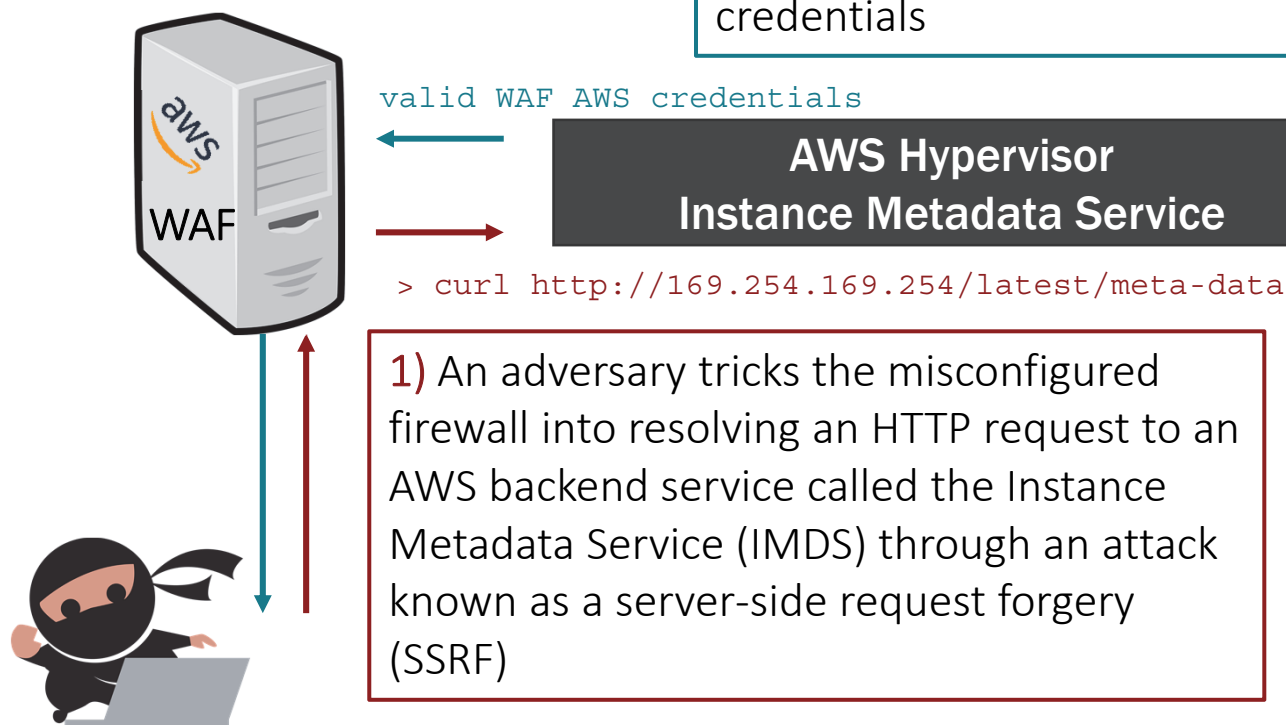 credentials
valid WAF AWS credentials
aws
AWS Hypervisor
Instance Metadata Service
WAF
> curl http://169.254.169.254/latest/meta-data
1) An adversary tricks the misconfigured
firewall into resolving an HTTP request to an
AWS backend service called the Instance
Metadata Service (IMDS) through an attack
known as a server-side request forgery
(SSRF)